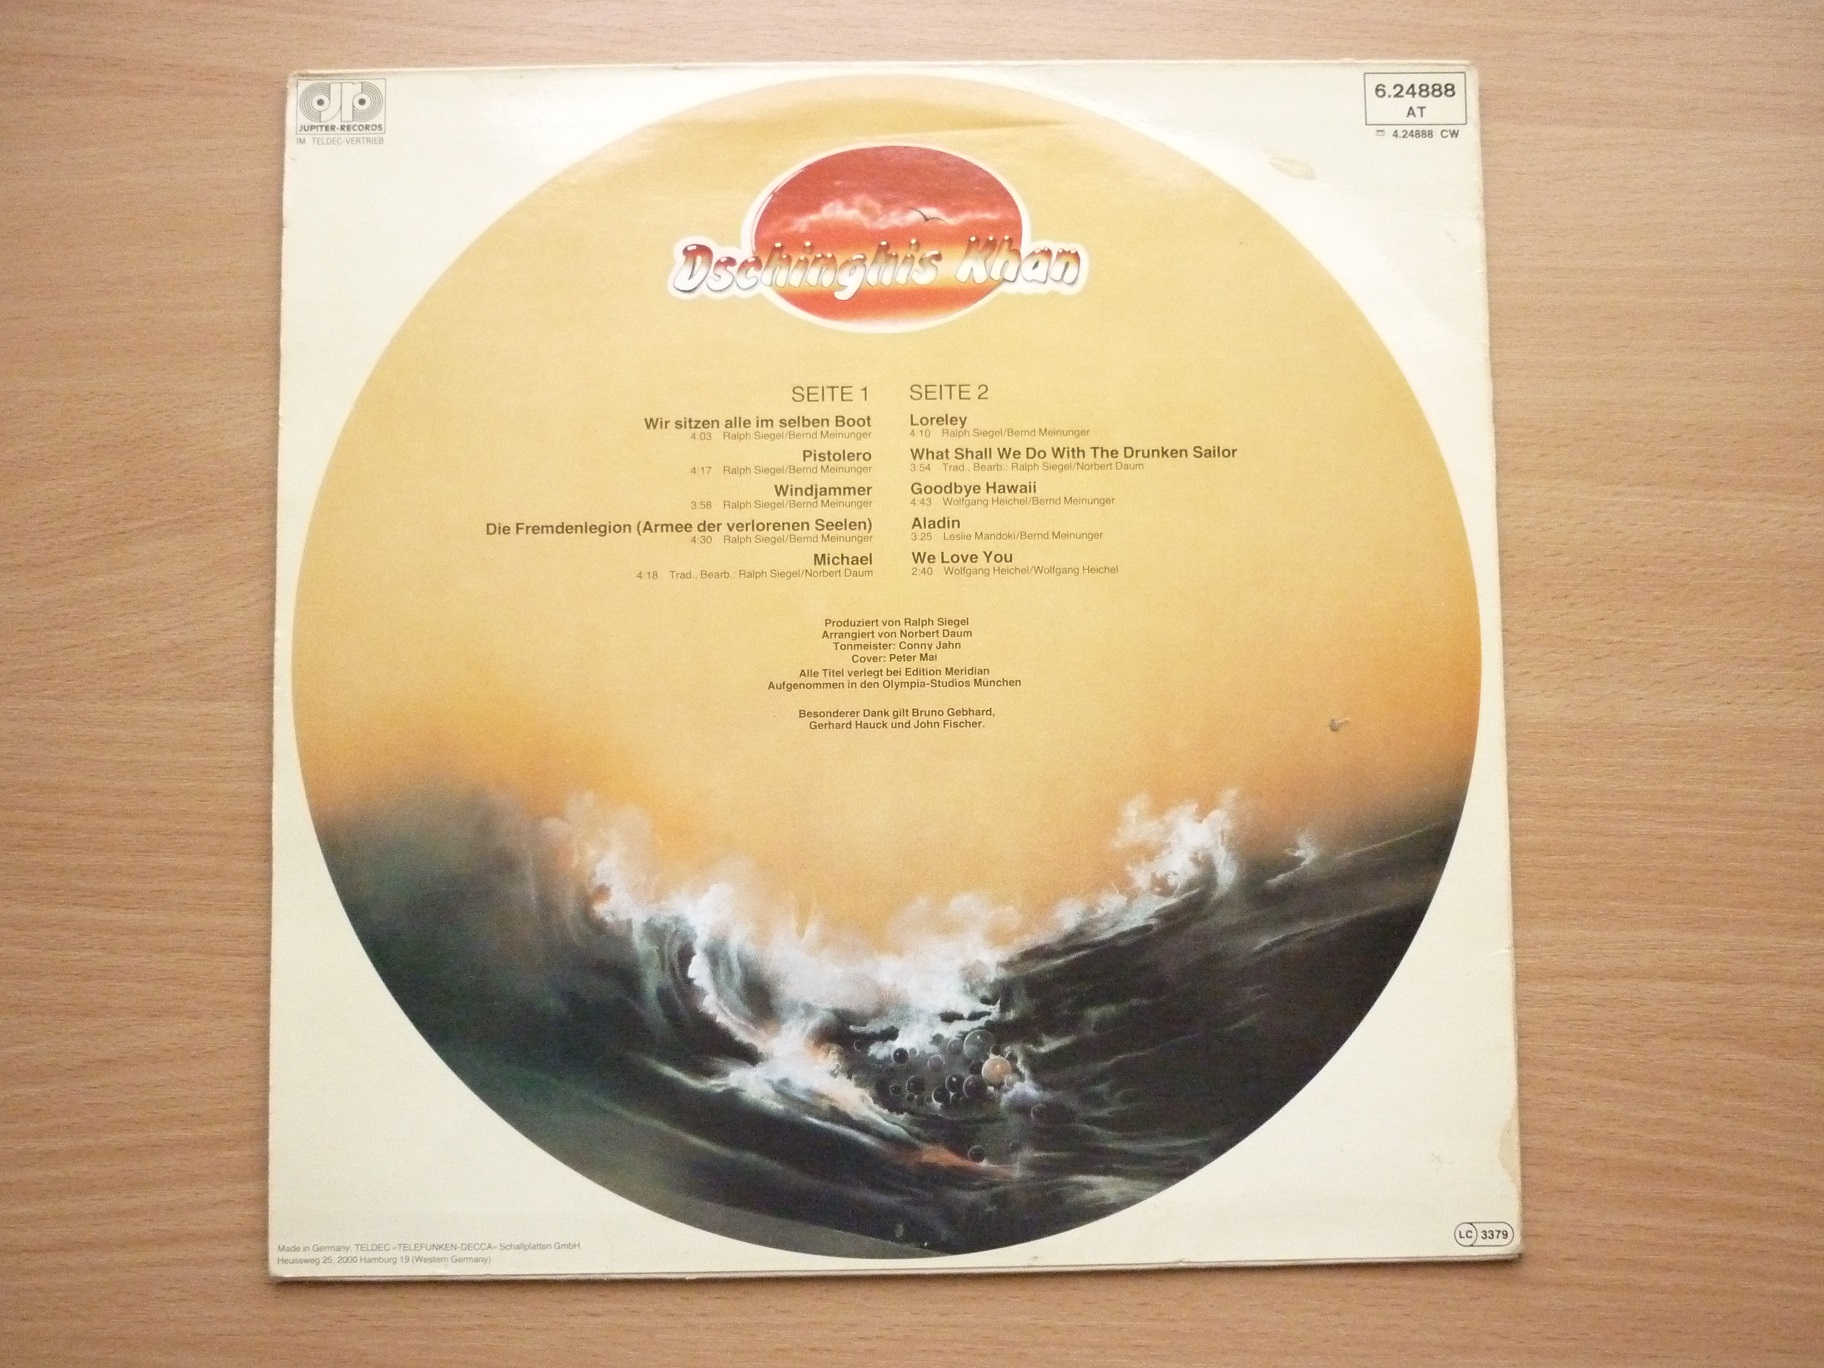 JUPITER-RECORDS
IM TELDEC-VERTRIEB
6.24888
AT
4.24888 CW
Dschinghis Khan
SEITE 1
Wir sitzen alle im selben Boot
4:03 Ralph Siegel/Bernd Meinunger
Pistolero
4:17 Ralph Siegel/Bernd Meinunger
Windjammer
3:58 Ralph Siegel/Bernd Meinunger
Die Fremdenlegion (Armee der verlorenen Seelen)
4:30 Ralph Siegel/Bernd Meinunger
Michael
4:18 Trad., Bearb.: Ralph Siegel/Norbert Daum
SEITE 2
Loreley
4:10 Ralph Siegel/Bernd Meinunger
What Shall We Do With The Drunken Sailor
3:54 Trad., Bearb.: Ralph Siegel/Norbert Daum
Goodbye Hawaii
4:43 Wolfgang Heichel/Bernd Meinunger
Aladin
3:25 Leslie Mandoki/Bernd Meinunger
We Love You
2:40 Wolfgang Heichel/Wolfgang Heichel
Produziert von Ralph Siegel
Arrangiert von Norbert Daum
Tonmeister: Conny Jahn
Cover: Peter Mai
Alle Titel verlegt bei Edition Meridian
Aufgenommen in den Olympia-Studios München
Besonderer Dank gilt Bruno Gebhard,
Gerhard Hauck und John Fischer.
Made in Germany, TELDEC »TELEFUNKEN-DECCA« Schallplatten GmbH,
Heussweg 25, 2000 Hamburg 19 (Western Germany)
LC 3379